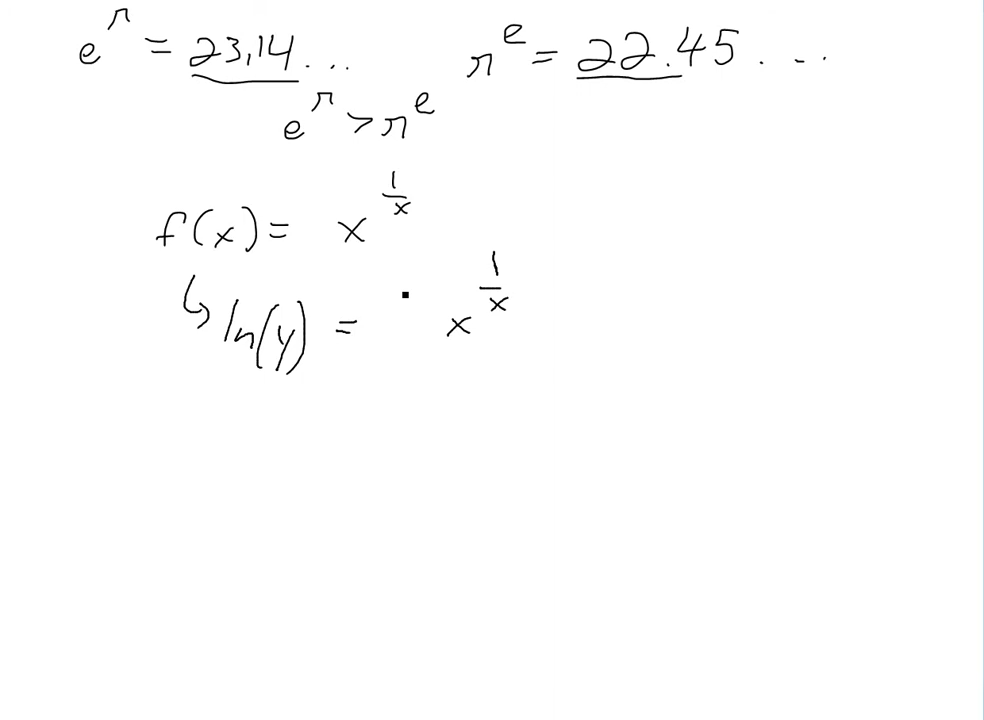 e^π = 23,14... π^e = 22.45...
e^π > π^e
f(x) = x^(1/x)
↳ ln(y) = x^(1/x)